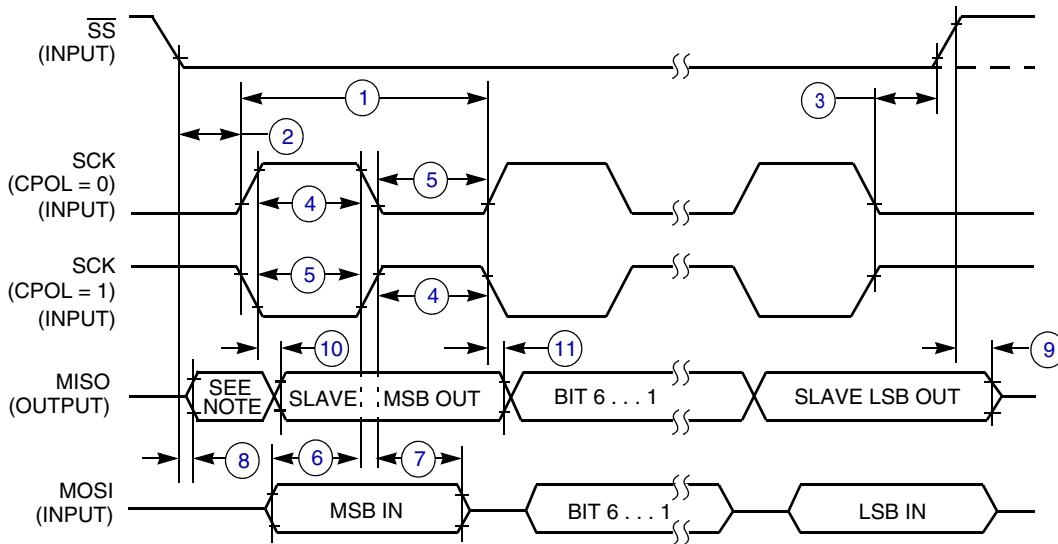 SS
(INPUT)
1
3
2
SCK
(CPOL = 0)
(INPUT)
5
4
SCK
(CPOL = 1)
(INPUT)
5
4
10
11
9
MISO
(OUTPUT)
SEE
NOTE
SLAVE
MSB OUT
BIT 6 . . . 1
SLAVE LSB OUT
8
6
7
MOSI
(INPUT)
MSB IN
BIT 6 . . . 1
LSB IN